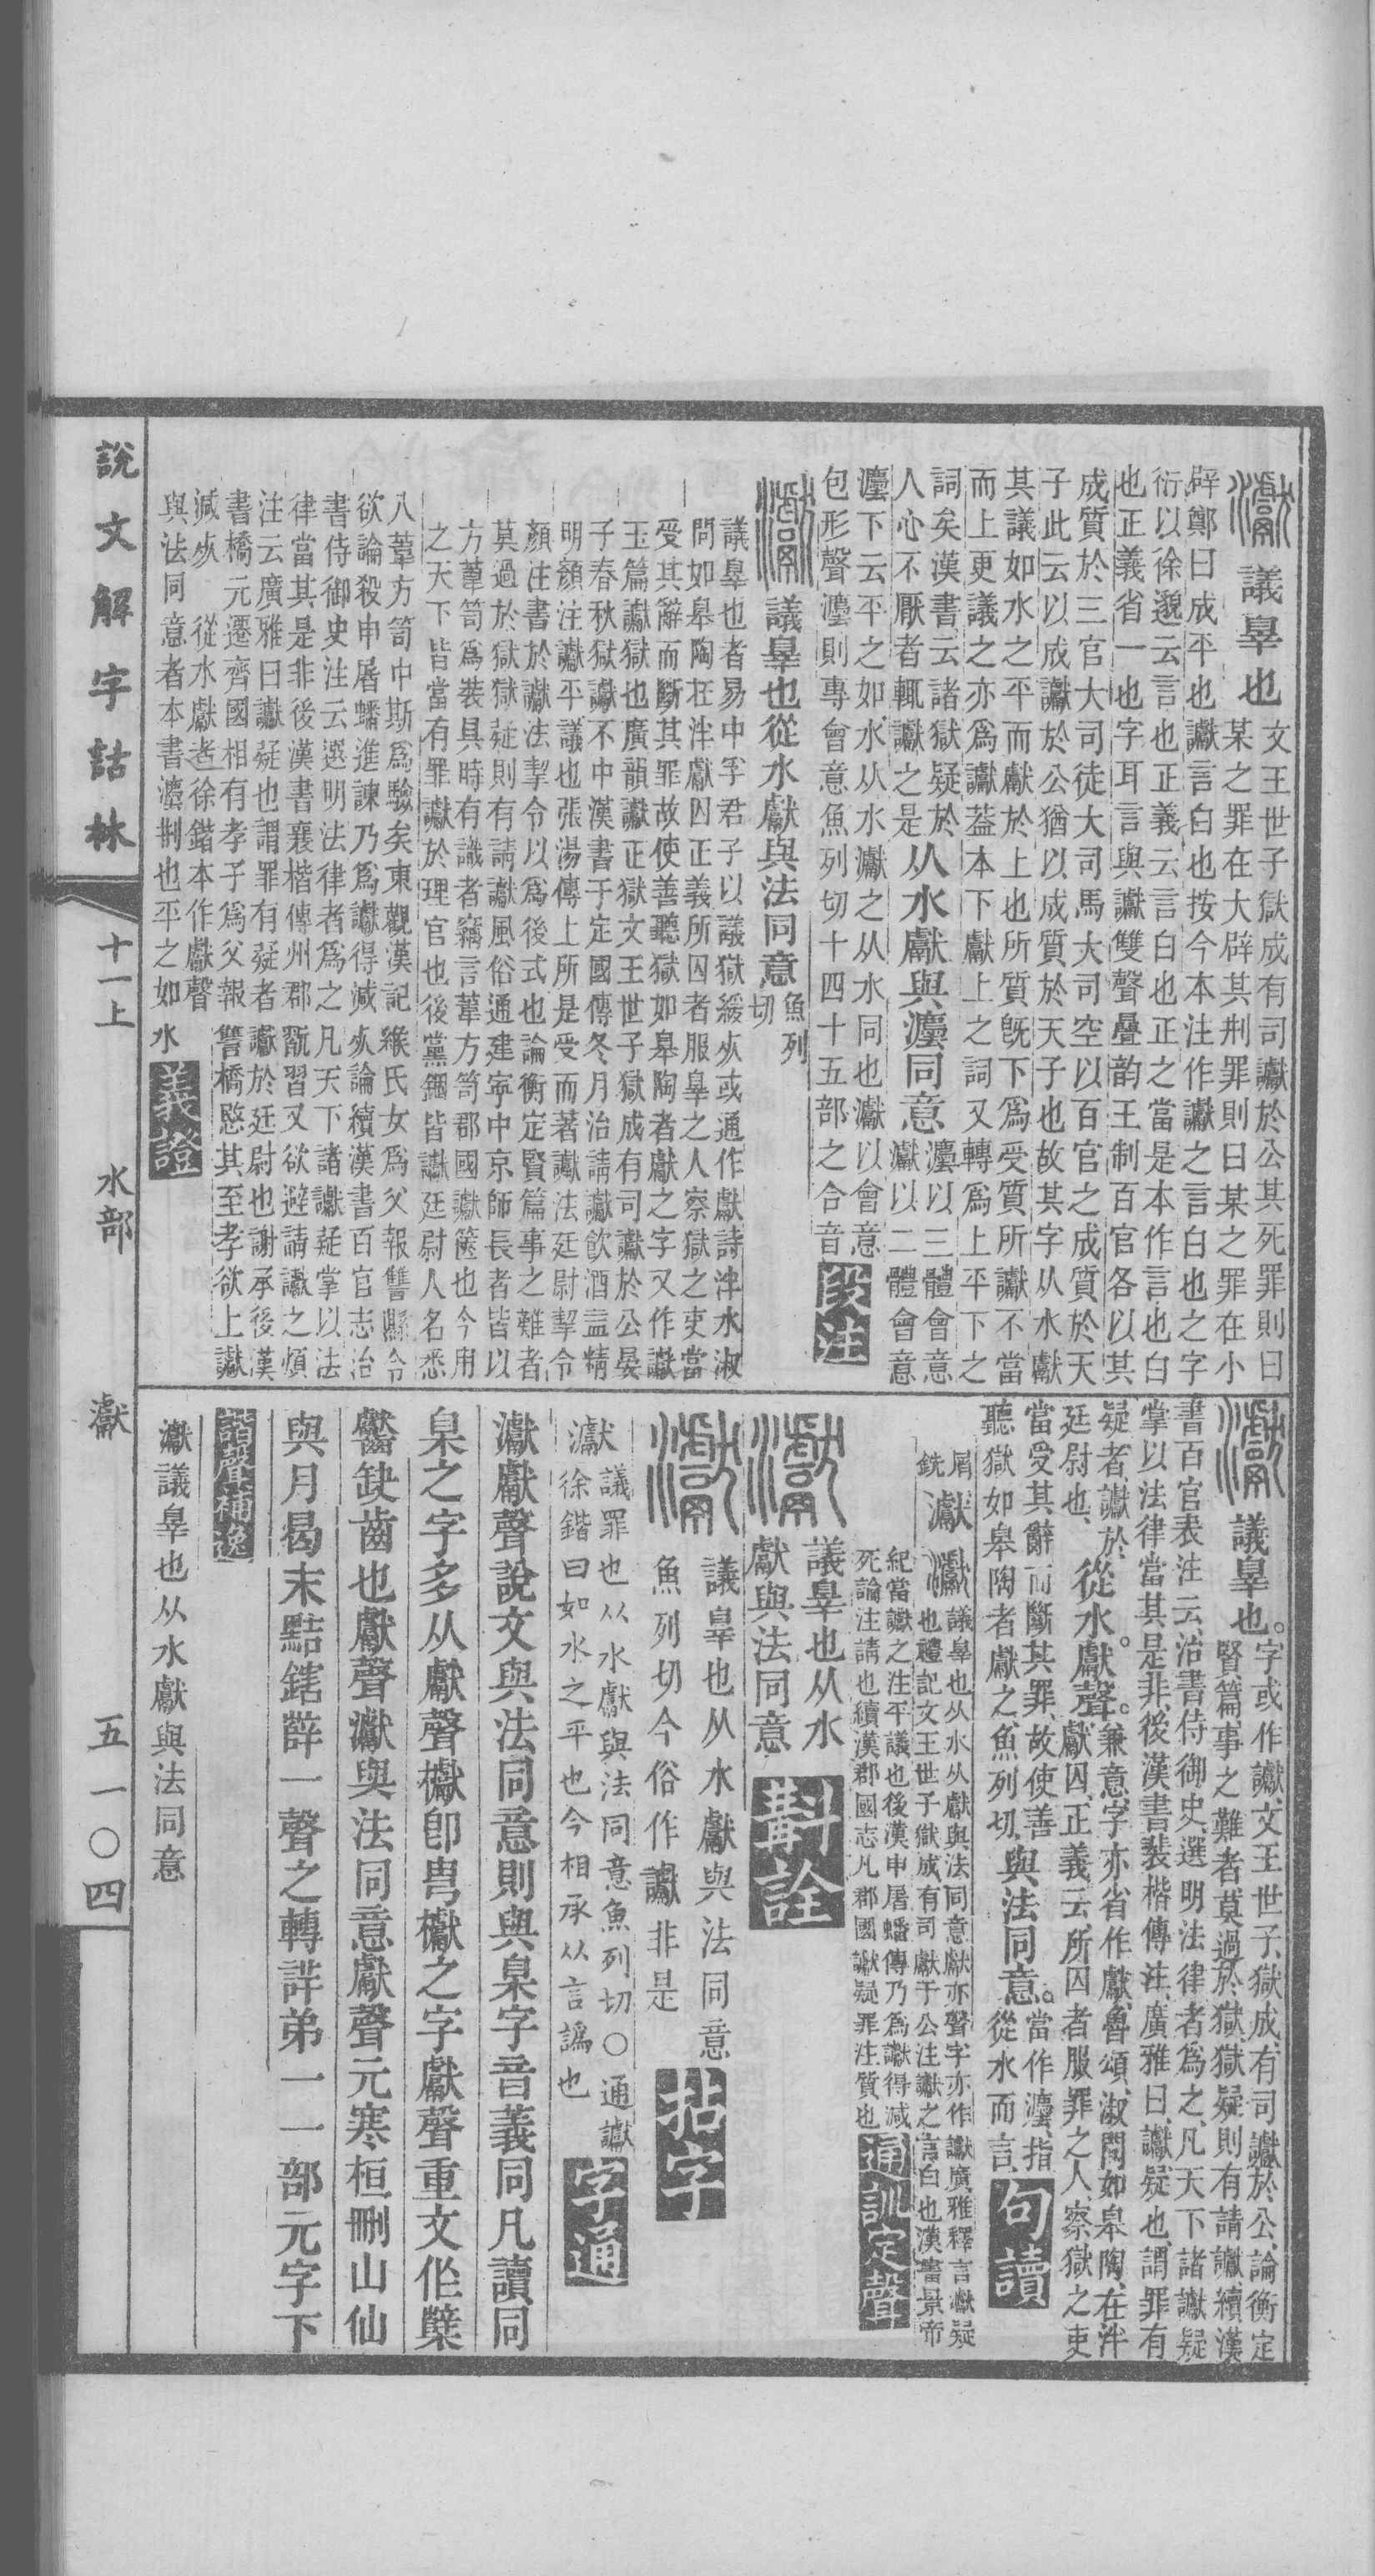 議辠也文王世子獄成有司讞於公其死罪則曰
某之罪在大辟其刑罪則曰某之罪在小
辟鄭曰成平也讞言白也按今本注作讞之言白也之字
衍以徐邈云言也正義云言白也正之當是本作言也白
也正義省一也字耳言與讞雙聲疊韵王制百官各以其
成質於三官大司徒大司馬大司空以百官之成質於天
子此云以成讞於公猶以成質於天子也故其字从水獻
其議如水之平而獻於上也所質旣下爲受質所讞不當
而上更議之亦爲讞葢本下獻上之詞又轉爲上平下之
詞矣漢書云諸獄疑於
人心不厭者輒讞之是从水獻與灋同意灋以三體會意
瀗以二體會意
灋下云平之如水从水瀗之从水同也瀗以會意
包形聲灋則專會意魚列切十四十五部之合音段注
議辠也從水獻與法同意魚列
切
議辠也者易中孚君子以議獄緩死或通作獻詩泮水淑
問如皋陶在泮獻囚正義所囚者服辠之人察獄之吏當
受其辭而斷其罪故使善聽獄如皋陶者獻之字又作讞
玉篇讞獄也廣韻讞正獄文王世子獄成有司讞於公晏
子春秋獄讞不中漢書于定國傳冬月治請讞飲酒益精
明顏注讞平議也張湯傳上所是受而著讞法廷尉挈令
顏注書於讞法挈令以爲後式也論衡定賢篇事之難者
莫過於獄獄疑則有請讞風俗通建寧中京師長者皆以
方葦笥爲裝具時有識者竊言葦方笥郡國讞篋也今用
之天下皆當有罪讞於理官也後黨錮皆讞廷尉人名悉
八葦方笥中斯爲驗矣東觀漢記緱氏女爲父報讐縣令
欲論殺申屠蟠進諫乃爲讞得減死論續漢書百官志治
書侍御史注云選明法律者爲之凡天下諸讞疑掌以法
律當其是非後漢書襄楷傳州郡翫習又欲避請讞之煩
注云廣雅曰讞疑也謂罪有疑者讞於廷尉也謝承後漢
書橋元遷齊國相有孝子爲父報讐橋愍其至孝欲上讞
減死 從水獻者徐鍇本作獻聲
與法同意者本書灋刑也平之如水義證
議辠也字或作讞文王世子獄成有司讞於公論衡定
賢篇事之難者莫過於獄獄疑則有請讞續漢
書百官表注云治書侍御史選明法律者爲之凡天下諸讞疑
掌以法律當其是非後漢書裴楷傳注廣雅曰讞疑也謂罪有
疑者讞於
廷尉也從水獻聲兼意字亦省作獻魯頌淑問如皋陶在泮
獻囚正義云所囚者服罪之人察獄之吏
當受其辭而斷其罪故使善
聽獄如皋陶者獻之魚列切與法同意當作灋指
從水而言句讀
屑
銑瀗議辠也从水从獻與法同意獻亦聲字亦作讞廣雅釋言讞疑
也禮記文王世子獄成有司讞于公注讞之言白也漢書景帝
紀當讞之注平議也後漢申屠蟠傳乃爲讞得減
死論注請也續漢郡國志凡郡國讞疑罪注質也通訓定聲
議辠也从水
獻與法同意斠詮
議辠也从水獻與法同意
魚列切今俗作讞非是拈字
瀗議罪也从水獻與法同意魚列切〇通讞
徐鍇曰如水之平也今相承从言譌也字通
瀗獻聲說文與法同意則與臬字音義同凡讀同
臬之字多从獻聲㰎卽㖾㰎之字獻聲重文作櫱
齾缺齒也獻聲瀗與法同意獻聲元寒桓刪山仙
與月曷末黠鎋薛一聲之轉詳弟一一部元字下
諧聲補逸
瀗議辠也从水獻與法同意
說文解字詁林 十一上 水部 瀗 五一〇四